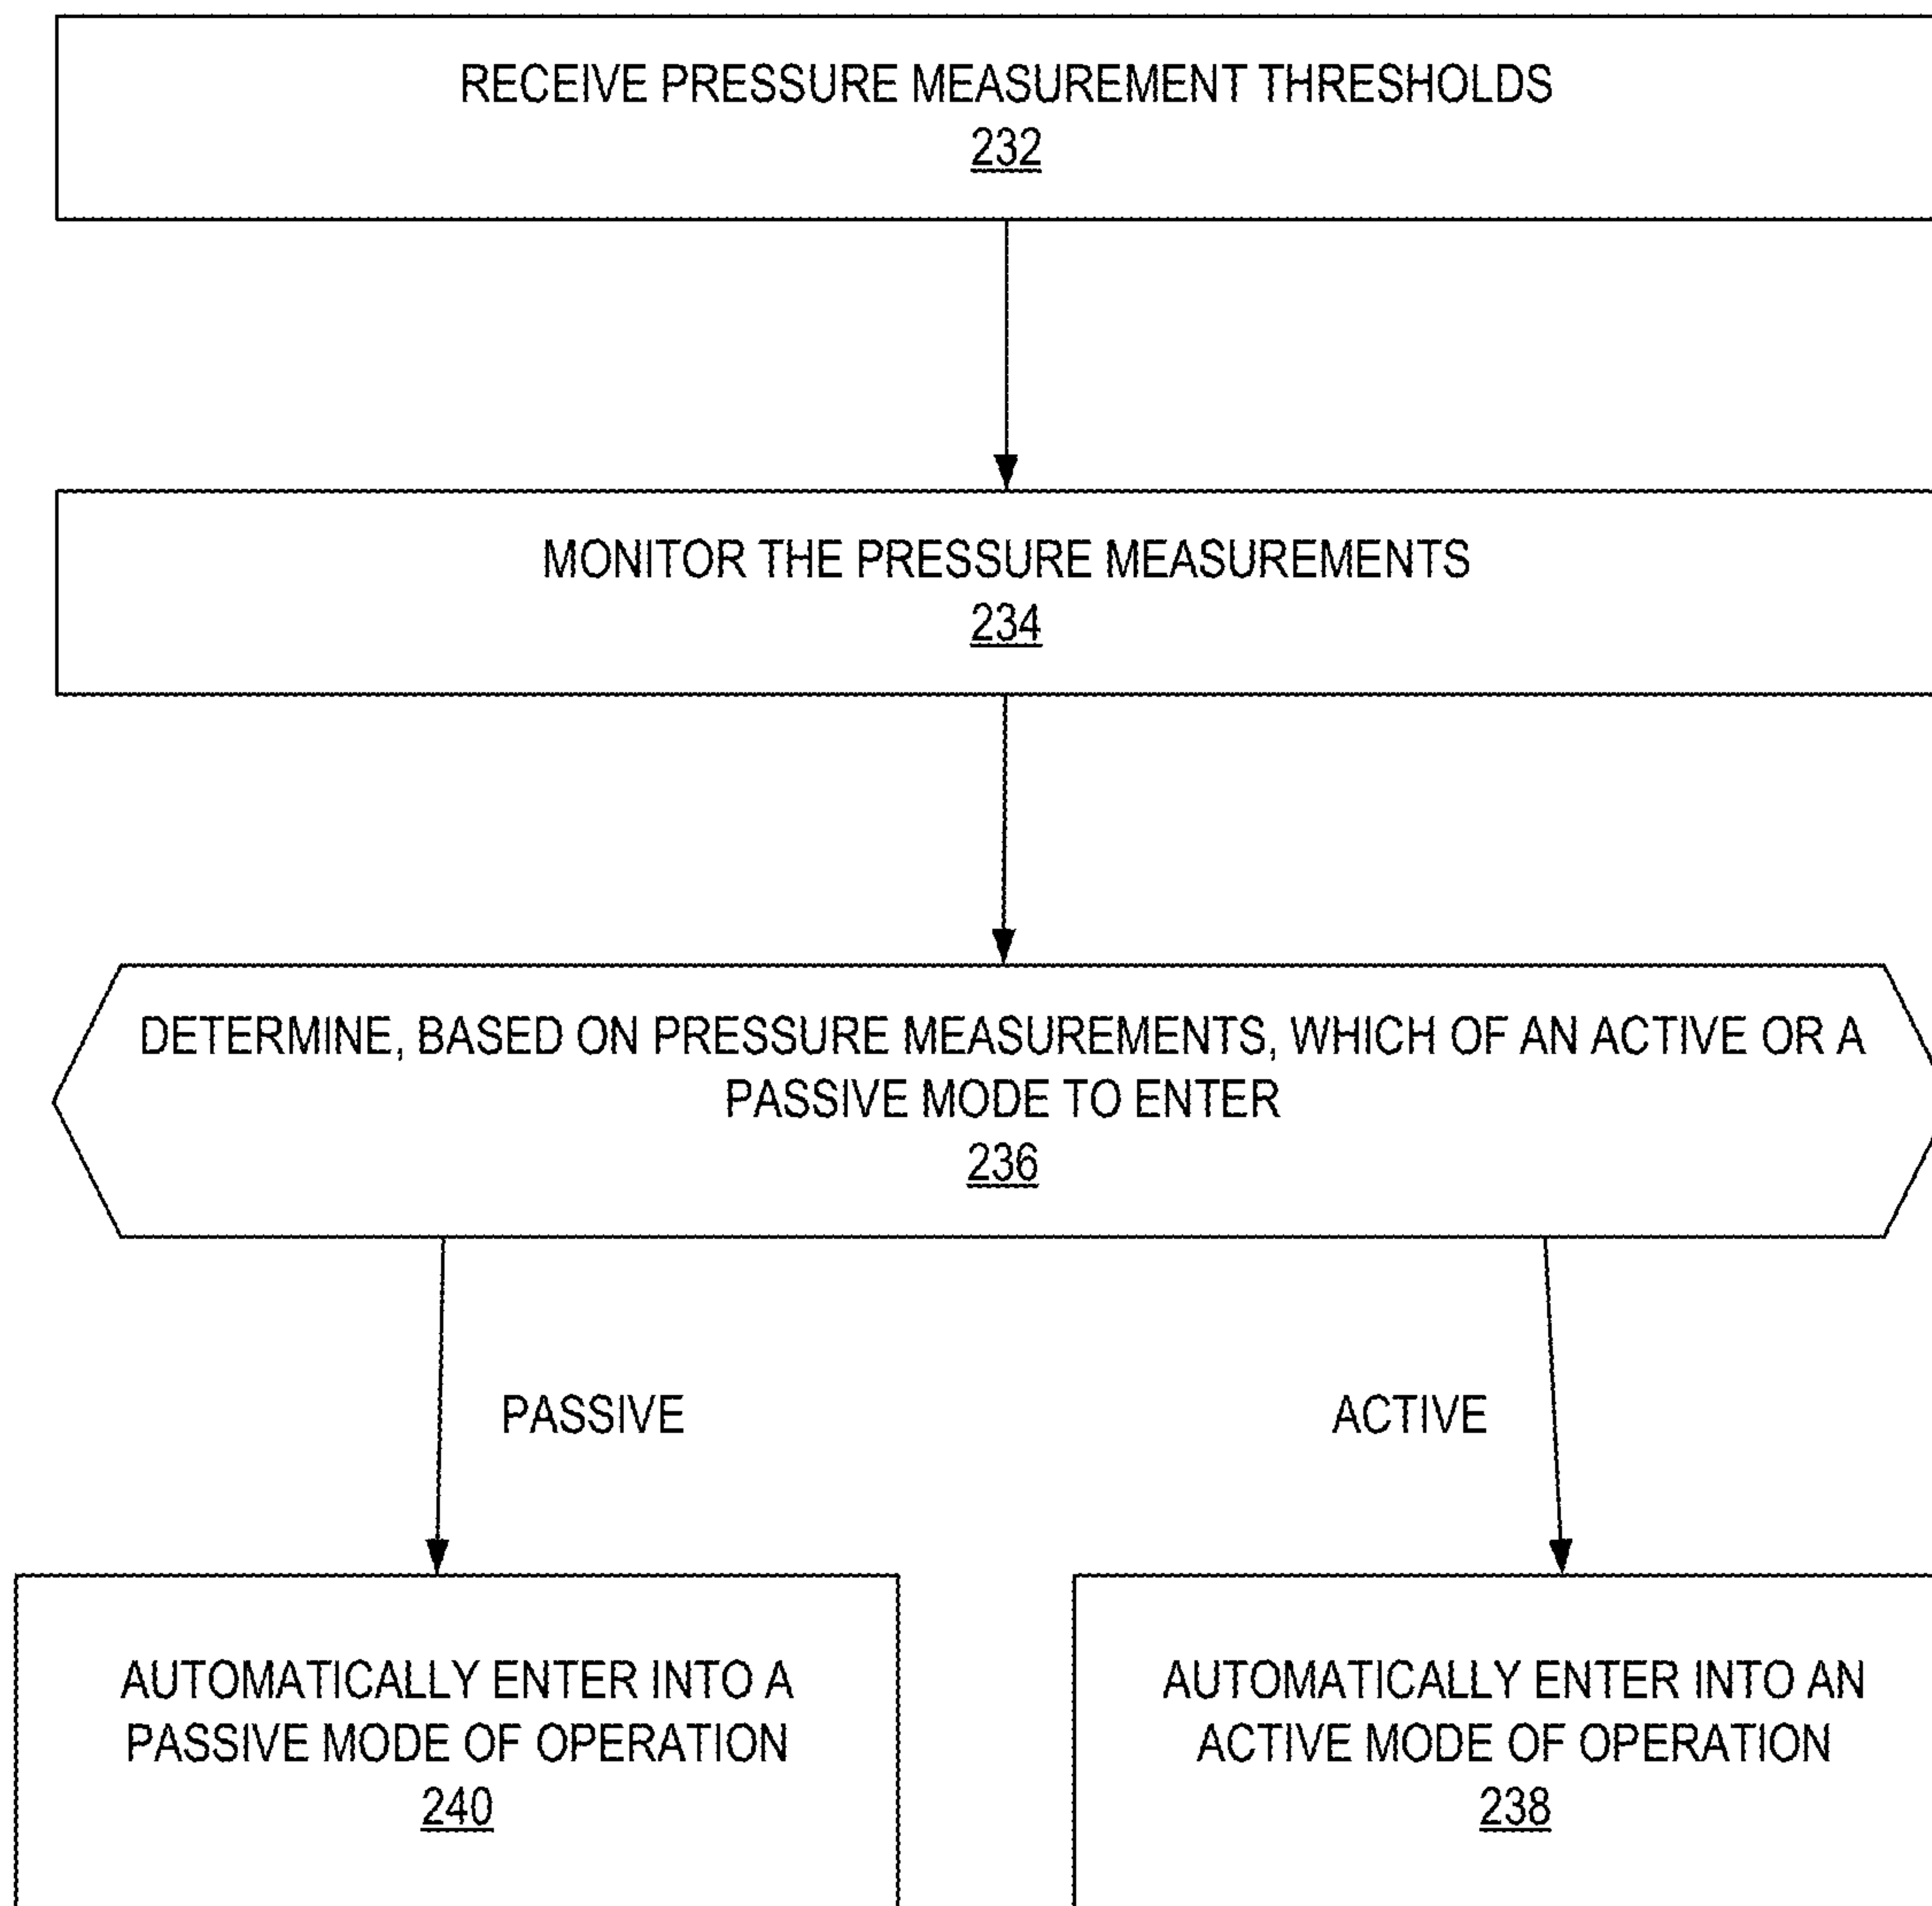 RECEIVE PRESSURE MEASUREMENT THRESHOLDS
232
MONITOR THE PRESSURE MEASUREMENTS
234
DETERMINE, BASED ON PRESSURE MEASUREMENTS, WHICH OF AN ACTIVE OR A
PASSIVE MODE TO ENTER
236
PASSIVE
ACTIVE
AUTOMATICALLY ENTER INTO A
PASSIVE MODE OF OPERATION
240
AUTOMATICALLY ENTER INTO AN
ACTIVE MODE OF OPERATION
238